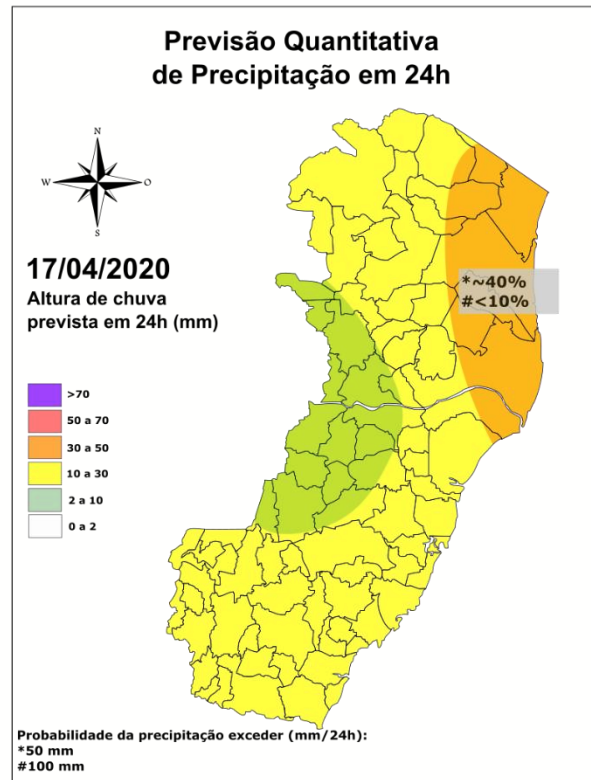 Previsão Quantitativa
de Precipitação em 24h
N
W
O
S
17/04/2020
Altura de chuva
prevista em 24h (mm)
*~40%
#<10%
>70
50 a 70
30 a 50
10 a 30
2 a 10
0 a 2
Probabilidade da precipitação exceder (mm/24h):
*50 mm
#100 mm